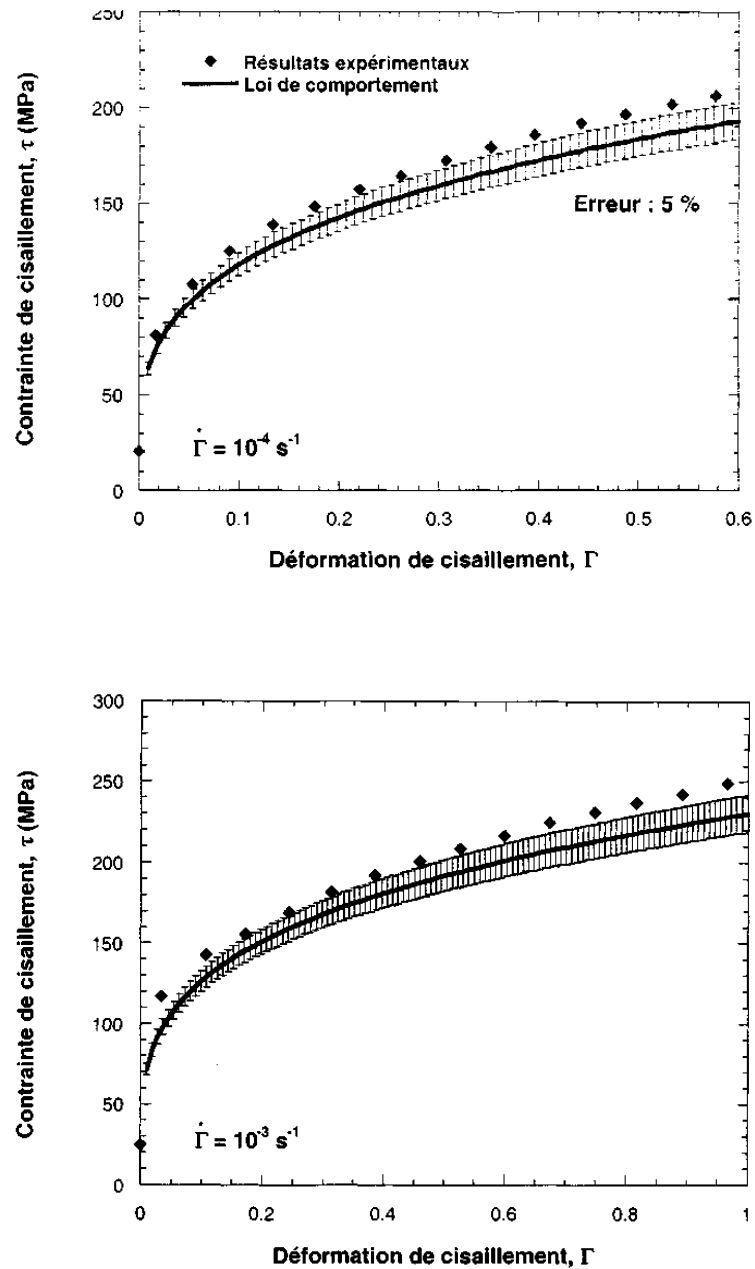 250
Résultats expérimentaux
Loi de comportement
200
150
Erreur : 5 %
100
50
Γ̇ = 10⁻⁴ s⁻¹
0
0 0.1 0.2 0.3 0.4 0.5 0.6
Contrainte de cisaillement, τ (MPa)
Déformation de cisaillement, Γ
300
250
200
150
100
50
Γ̇ = 10⁻³ s⁻¹
0
0 0.2 0.4 0.6 0.8 1
Contrainte de cisaillement, τ (MPa)
Déformation de cisaillement, Γ